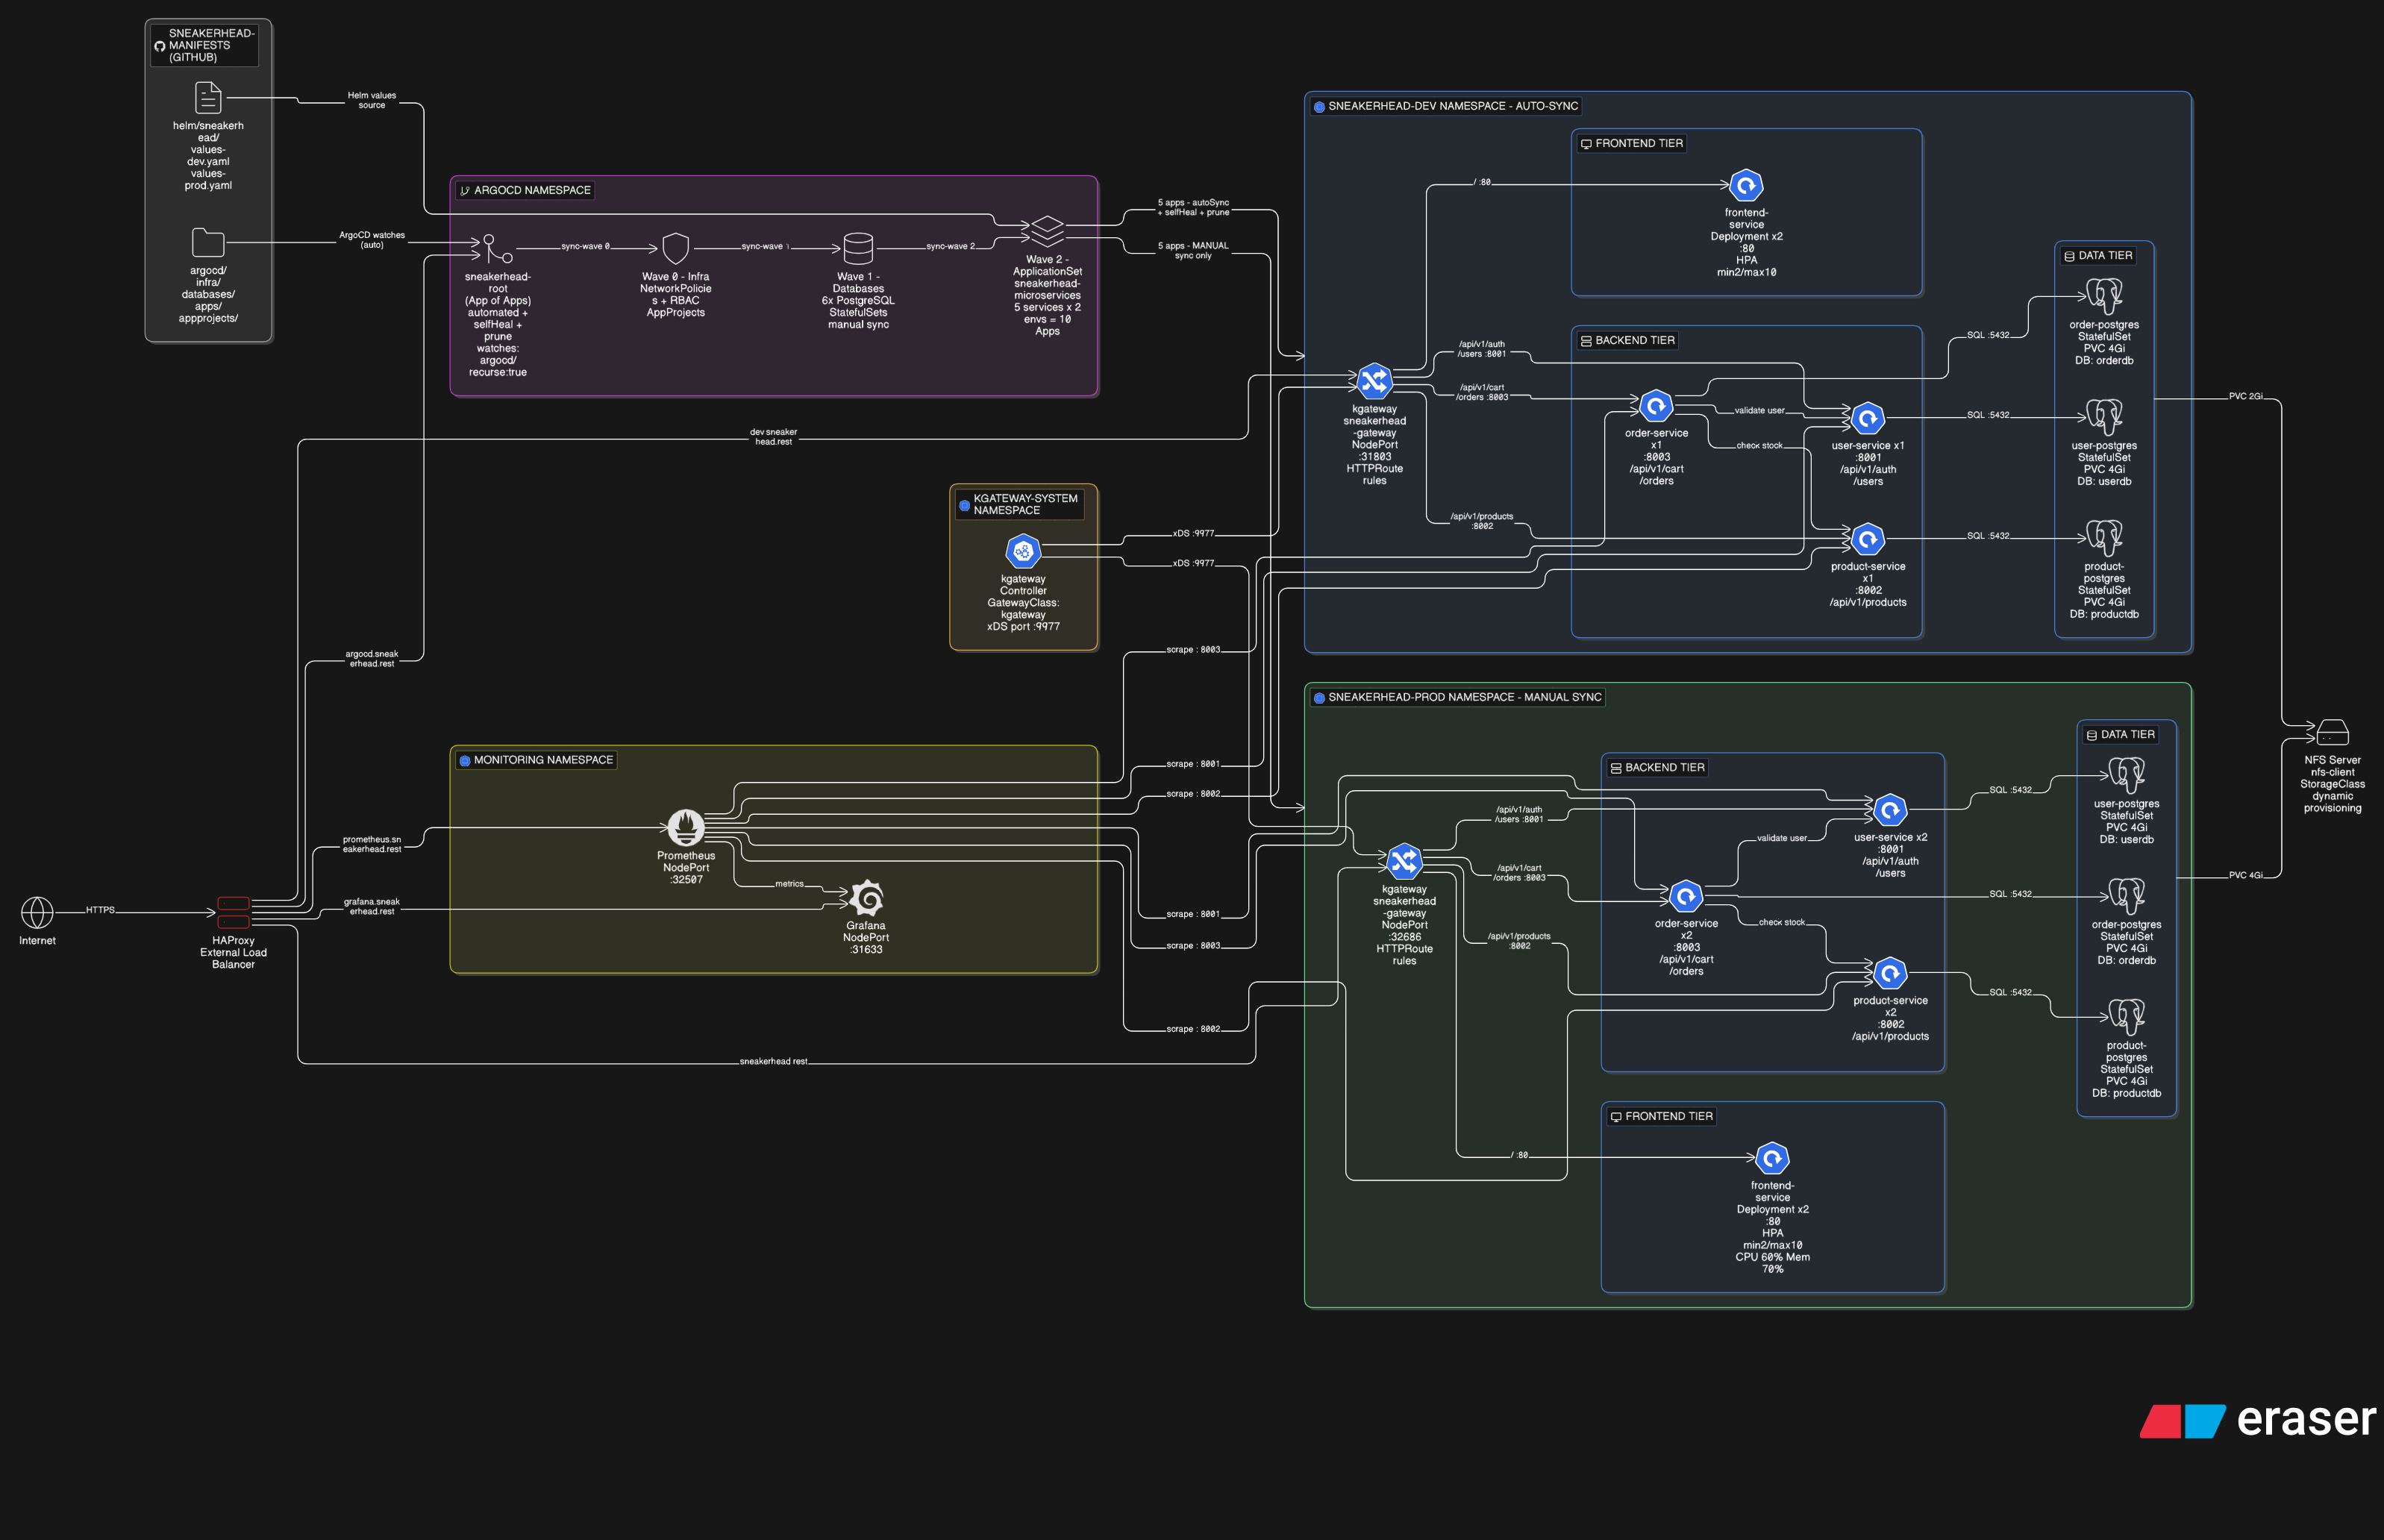 SNEAKERHEAD-
MANIFESTS
(GITHUB)
helm/sneakerh
ead/
values-
dev.yaml
values-
prod.yaml
argocd/
infra/
databases/
apps/
appprojects/
Helm values
source
ArgoCD watches
(auto)
ARGOCD NAMESPACE
sneakerhead-
root
(App of Apps)
automated +
selfHeal +
prune
watches:
argocd/
recurse:true
sync-wave 0
Wave 0 - Infra
NetworkPolicie
s + RBAC
AppProjects
sync-wave 1
Wave 1 -
Databases
6x PostgreSQL
StatefulSets
manual sync
sync-wave 2
Wave 2 -
ApplicationSet
sneakerhead-
microservices
5 services x 2
envs = 10
Apps
5 apps - autoSync
+ selfHeal + prune
5 apps - MANUAL
sync only
dev.sneaker
head.rest
argocd.sneak
erhead.rest
prometheus.sn
eakerhead.rest
grafana.sneak
erhead.rest
sneakerhead rest
Internet
HTTPS
HAProxy
External Load
Balancer
KGATEWAY-SYSTEM
NAMESPACE
kgateway
Controller
GatewayClass:
kgateway
xDS port :9977
xDS :9977
xDS :9977
MONITORING NAMESPACE
Prometheus
NodePort
:32507
metrics
Grafana
NodePort
:31633
scrape : 8003
scrape : 8001
scrape : 8002
scrape : 8001
scrape : 8003
scrape : 8002
SNEAKERHEAD-DEV NAMESPACE - AUTO-SYNC
kgateway
sneakerhead
-gateway
NodePort
:31803
HTTPRoute
rules
/ :80
/api/v1/auth
/users :8001
/api/v1/cart
/orders :8003
/api/v1/products
:8002
FRONTEND TIER
frontend-
service
Deployment x2
:80
HPA
min2/max10
BACKEND TIER
order-service
x1
:8003
/api/v1/cart
/orders
validate user
check stock
user-service x1
:8001
/api/v1/auth
/users
product-service
x1
:8002
/api/v1/products
SQL :5432
SQL :5432
SQL :5432
DATA TIER
order-postgres
StatefulSet
PVC 4Gi
DB: orderdb
user-postgres
StatefulSet
PVC 4Gi
DB: userdb
product-
postgres
StatefulSet
PVC 4Gi
DB: productdb
PVC 2Gi
SNEAKERHEAD-PROD NAMESPACE - MANUAL SYNC
kgateway
sneakerhead
-gateway
NodePort
:32686
HTTPRoute
rules
/api/v1/auth
/users :8001
/api/v1/cart
/orders :8003
/api/v1/products
:8002
/ :80
BACKEND TIER
user-service x2
:8001
/api/v1/auth
/users
validate user
order-service
x2
:8003
/api/v1/cart
/orders
check stock
product-service
x2
:8002
/api/v1/products
SQL :5432
SQL :5432
SQL :5432
DATA TIER
user-postgres
StatefulSet
PVC 4Gi
DB: userdb
order-postgres
StatefulSet
PVC 4Gi
DB: orderdb
product-
postgres
StatefulSet
PVC 4Gi
DB: productdb
FRONTEND TIER
frontend-
service
Deployment x2
:80
HPA
min2/max10
CPU 60% Mem
70%
PVC 4Gi
NFS Server
nfs-client
StorageClass
dynamic
provisioning
eraser